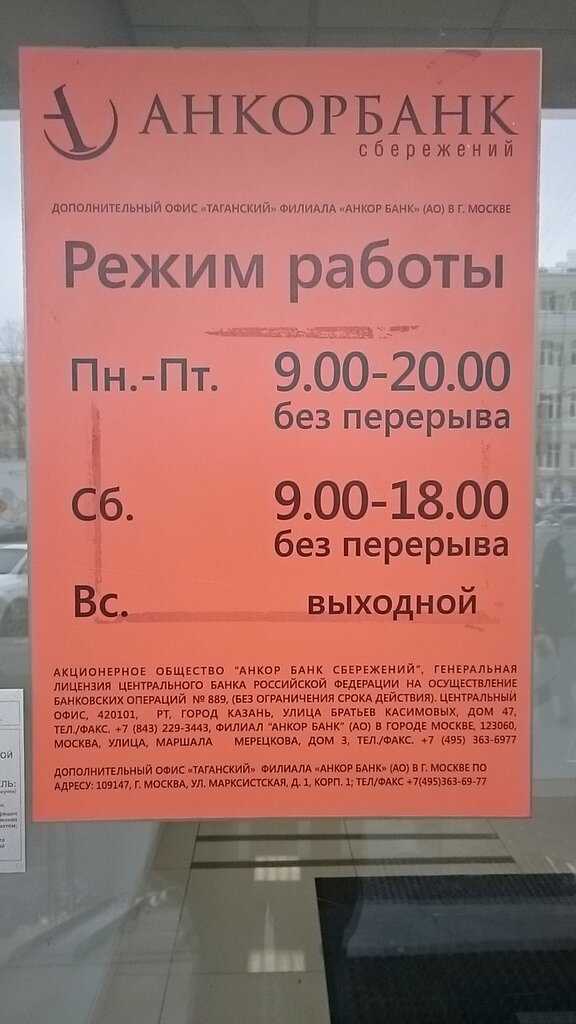 АНКОРБАНК
сбережений
ДОПОЛНИТЕЛЬНЫЙ ОФИС «ТАГАНСКИЙ» ФИЛИАЛА «АНКОР БАНК» (АО) В Г. МОСКВЕ
Режим работы
Пн.-Пт. 9.00-20.00
без перерыва
Сб. 9.00-18.00
без перерыва
Вс. выходной
АКЦИОНЕРНОЕ ОБЩЕСТВО "АНКОР БАНК СБЕРЕЖЕНИЙ", ГЕНЕРАЛЬНАЯ
ЛИЦЕНЗИЯ ЦЕНТРАЛЬНОГО БАНКА РОССИЙСКОЙ ФЕДЕРАЦИИ НА ОСУЩЕСТВЛЕНИЕ
БАНКОВСКИХ ОПЕРАЦИЙ № 889, (БЕЗ ОГРАНИЧЕНИЯ СРОКА ДЕЙСТВИЯ). ЦЕНТРАЛЬНЫЙ
ОФИС, 420101, РТ, ГОРОД КАЗАНЬ, УЛИЦА БРАТЬЕВ КАСИМОВЫХ, ДОМ 47,
ТЕЛ./ФАКС. +7 (843) 229-3443, ФИЛИАЛ "АНКОР БАНК" (АО) В ГОРОДЕ МОСКВЕ, 123060,
МОСКВА, УЛИЦА, МАРШАЛА МЕРЕЦКОВА, ДОМ 3, ТЕЛ./ФАКС. +7 (495) 363-6977
ДОПОЛНИТЕЛЬНЫЙ ОФИС «ТАГАНСКИЙ» ФИЛИАЛА «АНКОР БАНК» (АО) В Г. МОСКВЕ ПО
АДРЕСУ: 109147, Г. МОСКВА, УЛ. МАРКСИСТСКАЯ, Д. 1, КОРП. 1; ТЕЛ/ФАКС +7(495)363-69-77